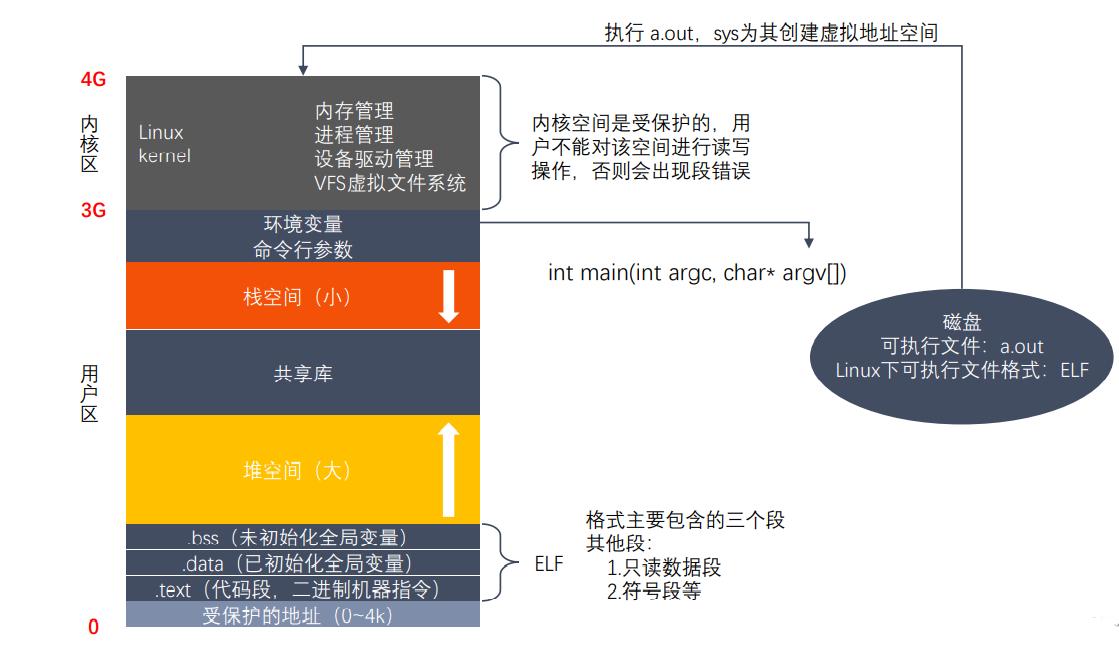 执行 a.out，sys为其创建虚拟地址空间
4G
内核区
Linux
kernel
内存管理
进程管理
设备驱动管理
VFS虚拟文件系统
内核空间是受保护的，用
户不能对该空间进行读写
操作，否则会出现段错误
3G
环境变量
命令行参数
int main(int argc, char* argv[])
栈空间（小）
磁盘
可执行文件：a.out
Linux下可执行文件格式：ELF
用户区
共享库
堆空间（大）
.bss（未初始化全局变量）
.data（已初始化全局变量）
.text（代码段，二进制机器指令）
ELF
格式主要包含的三个段
其他段：
1.只读数据段
2.符号段等
受保护的地址（0~4k）
0